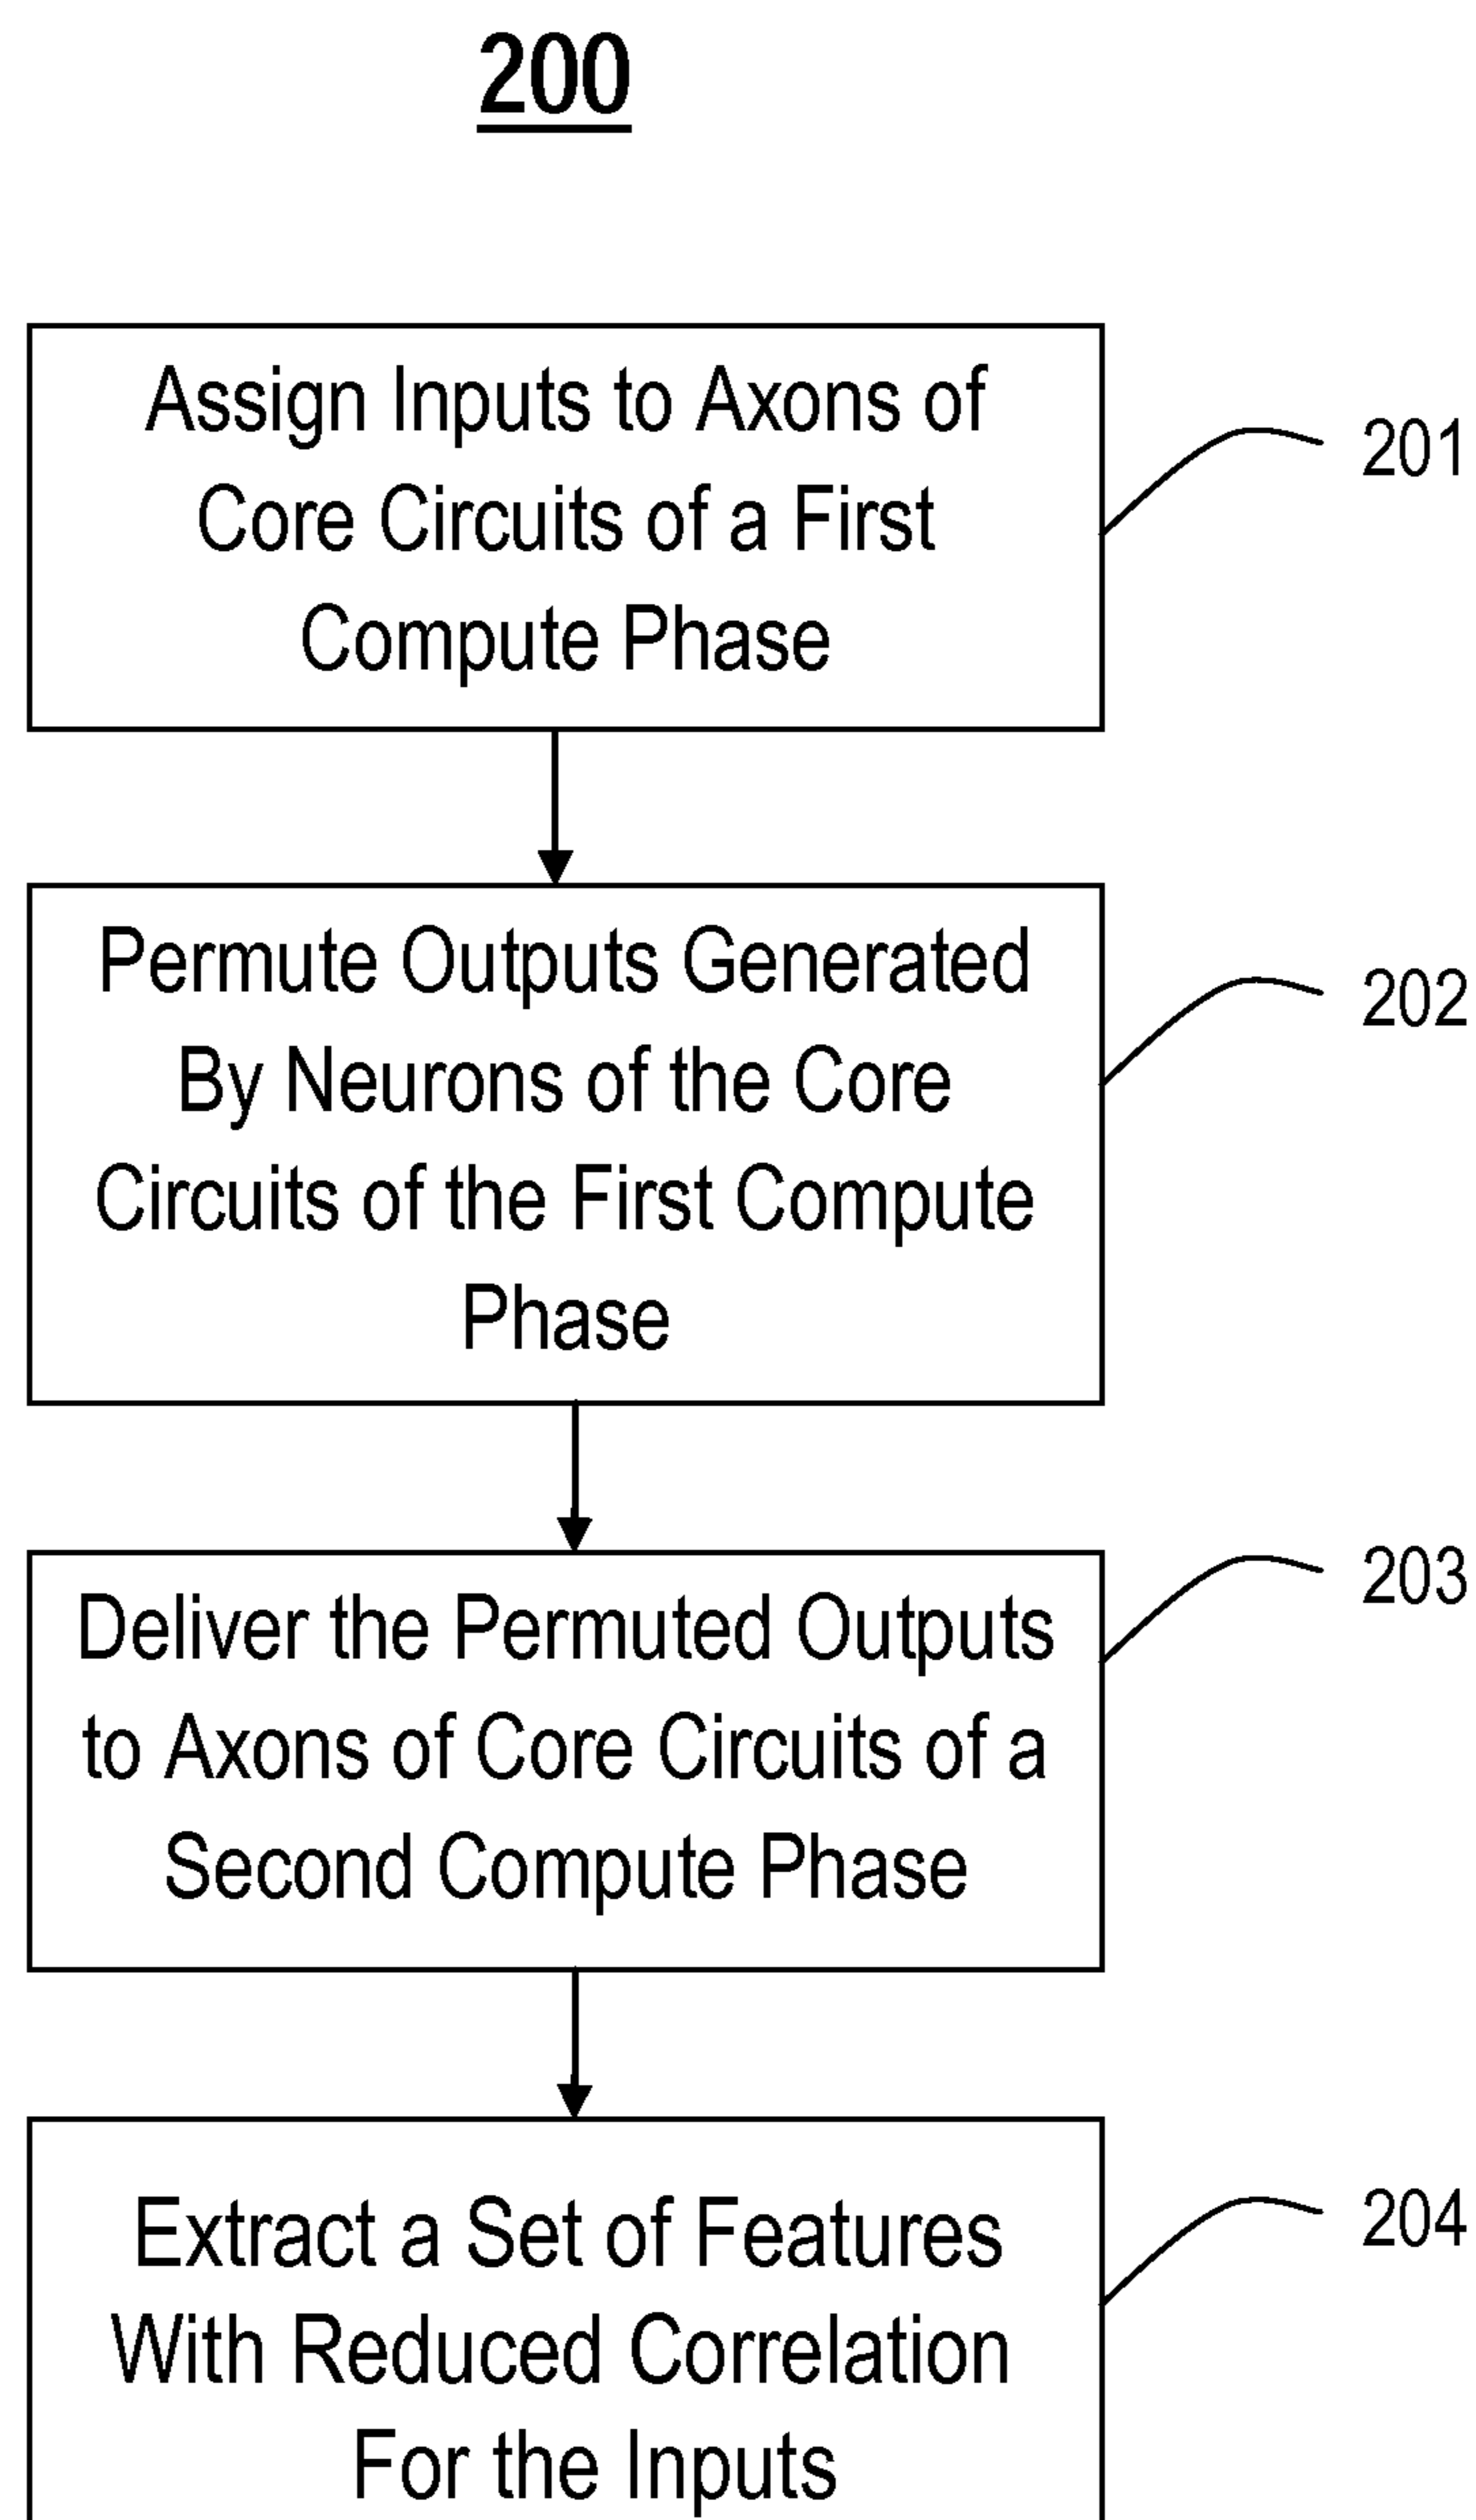 200
Assign Inputs to Axons of
Core Circuits of a First
Compute Phase
201
Permute Outputs Generated
By Neurons of the Core
Circuits of the First Compute
Phase
202
Deliver the Permuted Outputs
to Axons of Core Circuits of a
Second Compute Phase
203
Extract a Set of Features
With Reduced Correlation
For the Inputs
204